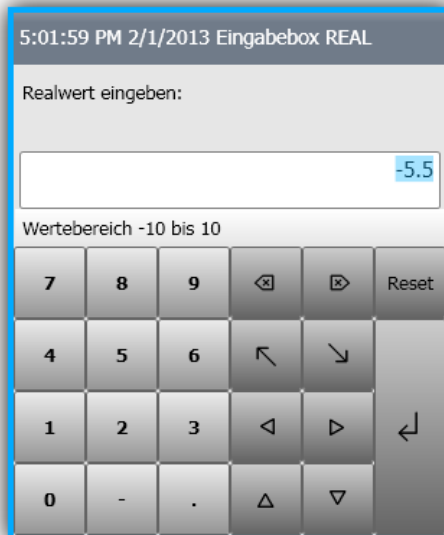 5:01:59 PM 2/1/2013 Eingabebox REAL
Realwert eingeben:
-5.5
Wertebereich -10 bis 10
7 8 9 Reset
4 5 6
1 2 3
0 - .